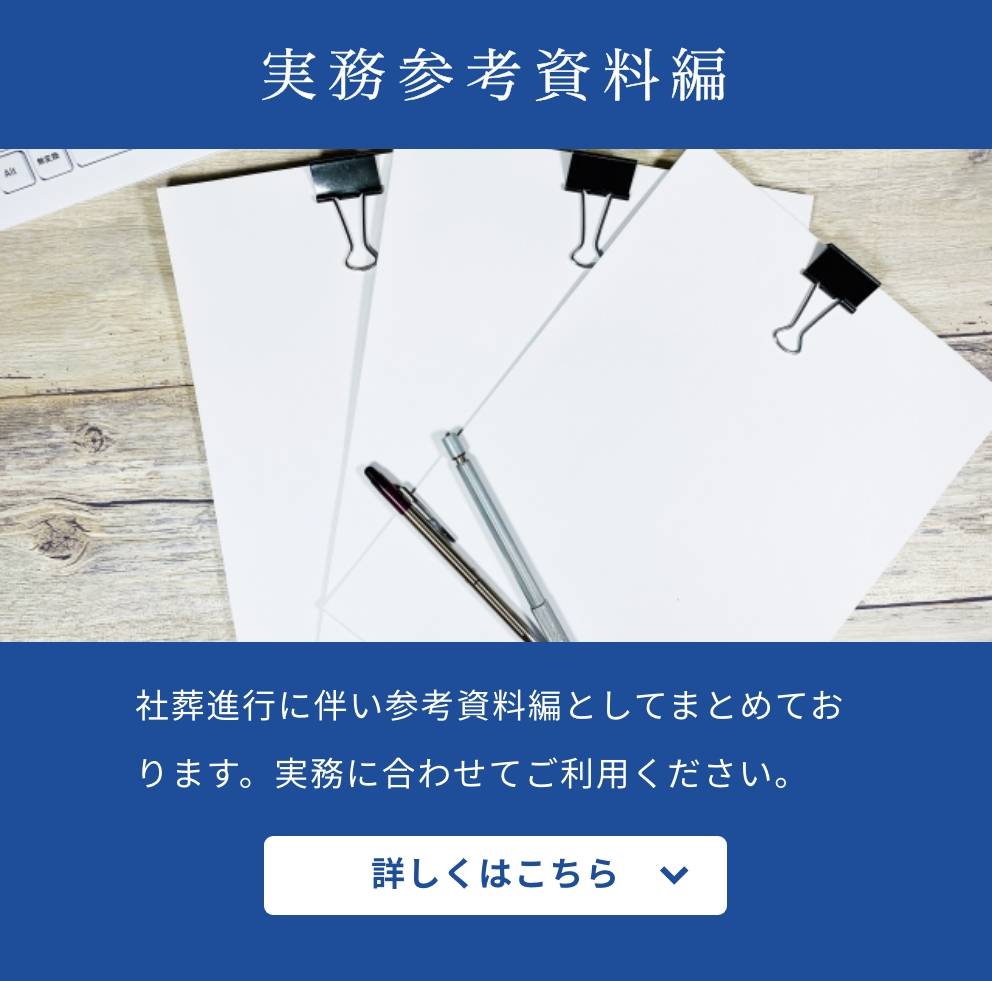 実務参考資料編
Alt
無変換
社葬進行に伴い参考資料編としてまとめてお
ります。実務に合わせてご利用ください。
詳しくはこちら